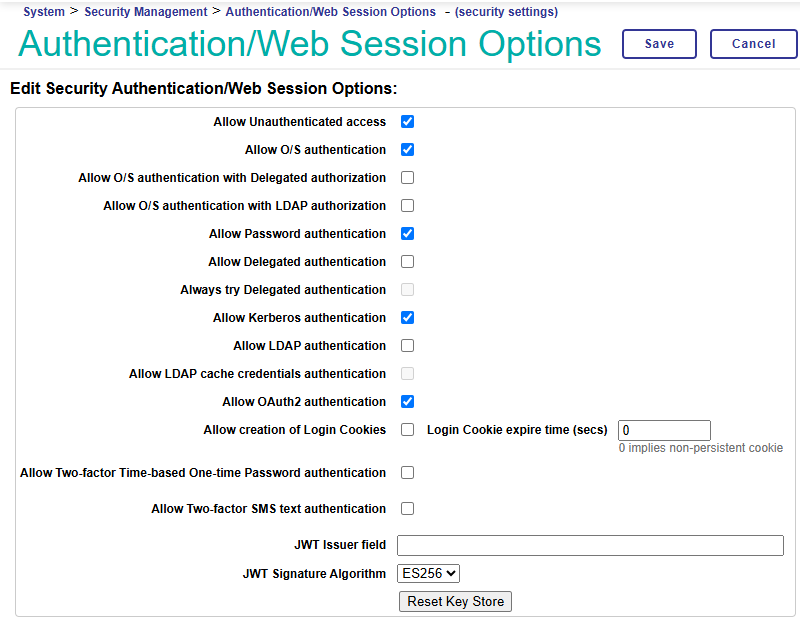 System > Security Management > Authentication/Web Session Options - (security settings)
Authentication/Web Session Options Save Cancel
Edit Security Authentication/Web Session Options:
Allow Unauthenticated access
Allow O/S authentication
Allow O/S authentication with Delegated authorization
Allow O/S authentication with LDAP authorization
Allow Password authentication
Allow Delegated authentication
Always try Delegated authentication
Allow Kerberos authentication
Allow LDAP authentication
Allow LDAP cache credentials authentication
Allow OAuth2 authentication
Allow creation of Login Cookies Login Cookie expire time (secs) 0
0 implies non-persistent cookie
Allow Two-factor Time-based One-time Password authentication
Allow Two-factor SMS text authentication
JWT Issuer field
JWT Signature Algorithm ES256
Reset Key Store